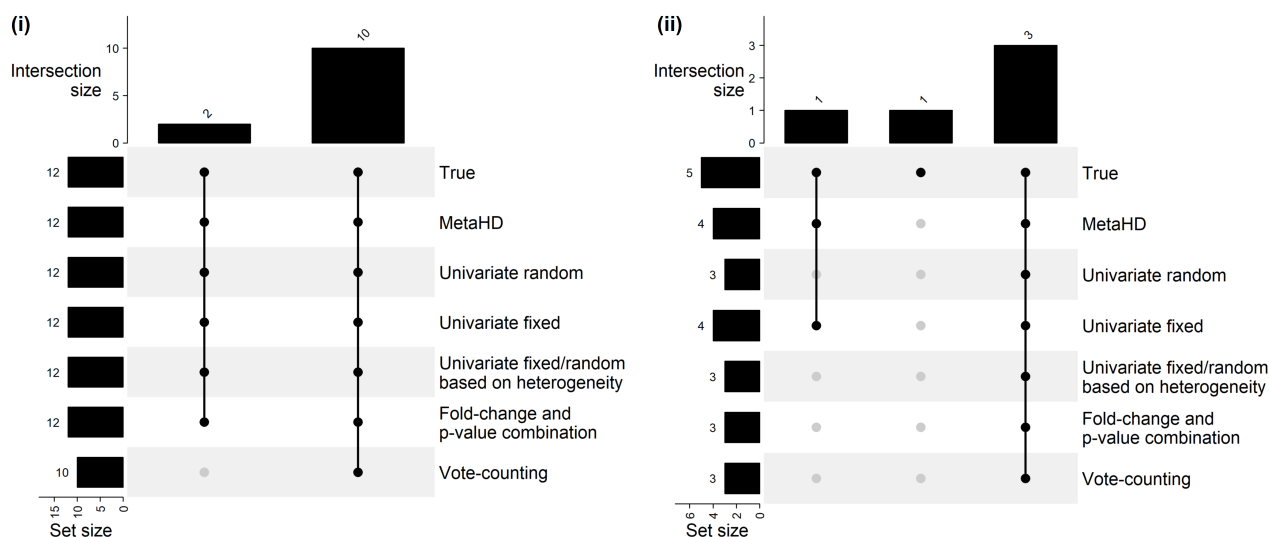 (i)
10
5
0
Intersection
size
2
10
12
True
12
MetaHD
12
Univariate random
12
Univariate fixed
12
Univariate fixed/random
based on heterogeneity
12
Fold-change and
p-value combination
10
Vote-counting
15 10 5 0
Set size
(ii)
3
2
1
0
Intersection
size
1
1
3
5
True
4
MetaHD
3
Univariate random
4
Univariate fixed
3
Univariate fixed/random
based on heterogeneity
3
Fold-change and
p-value combination
3
Vote-counting
6 4 2 0
Set size